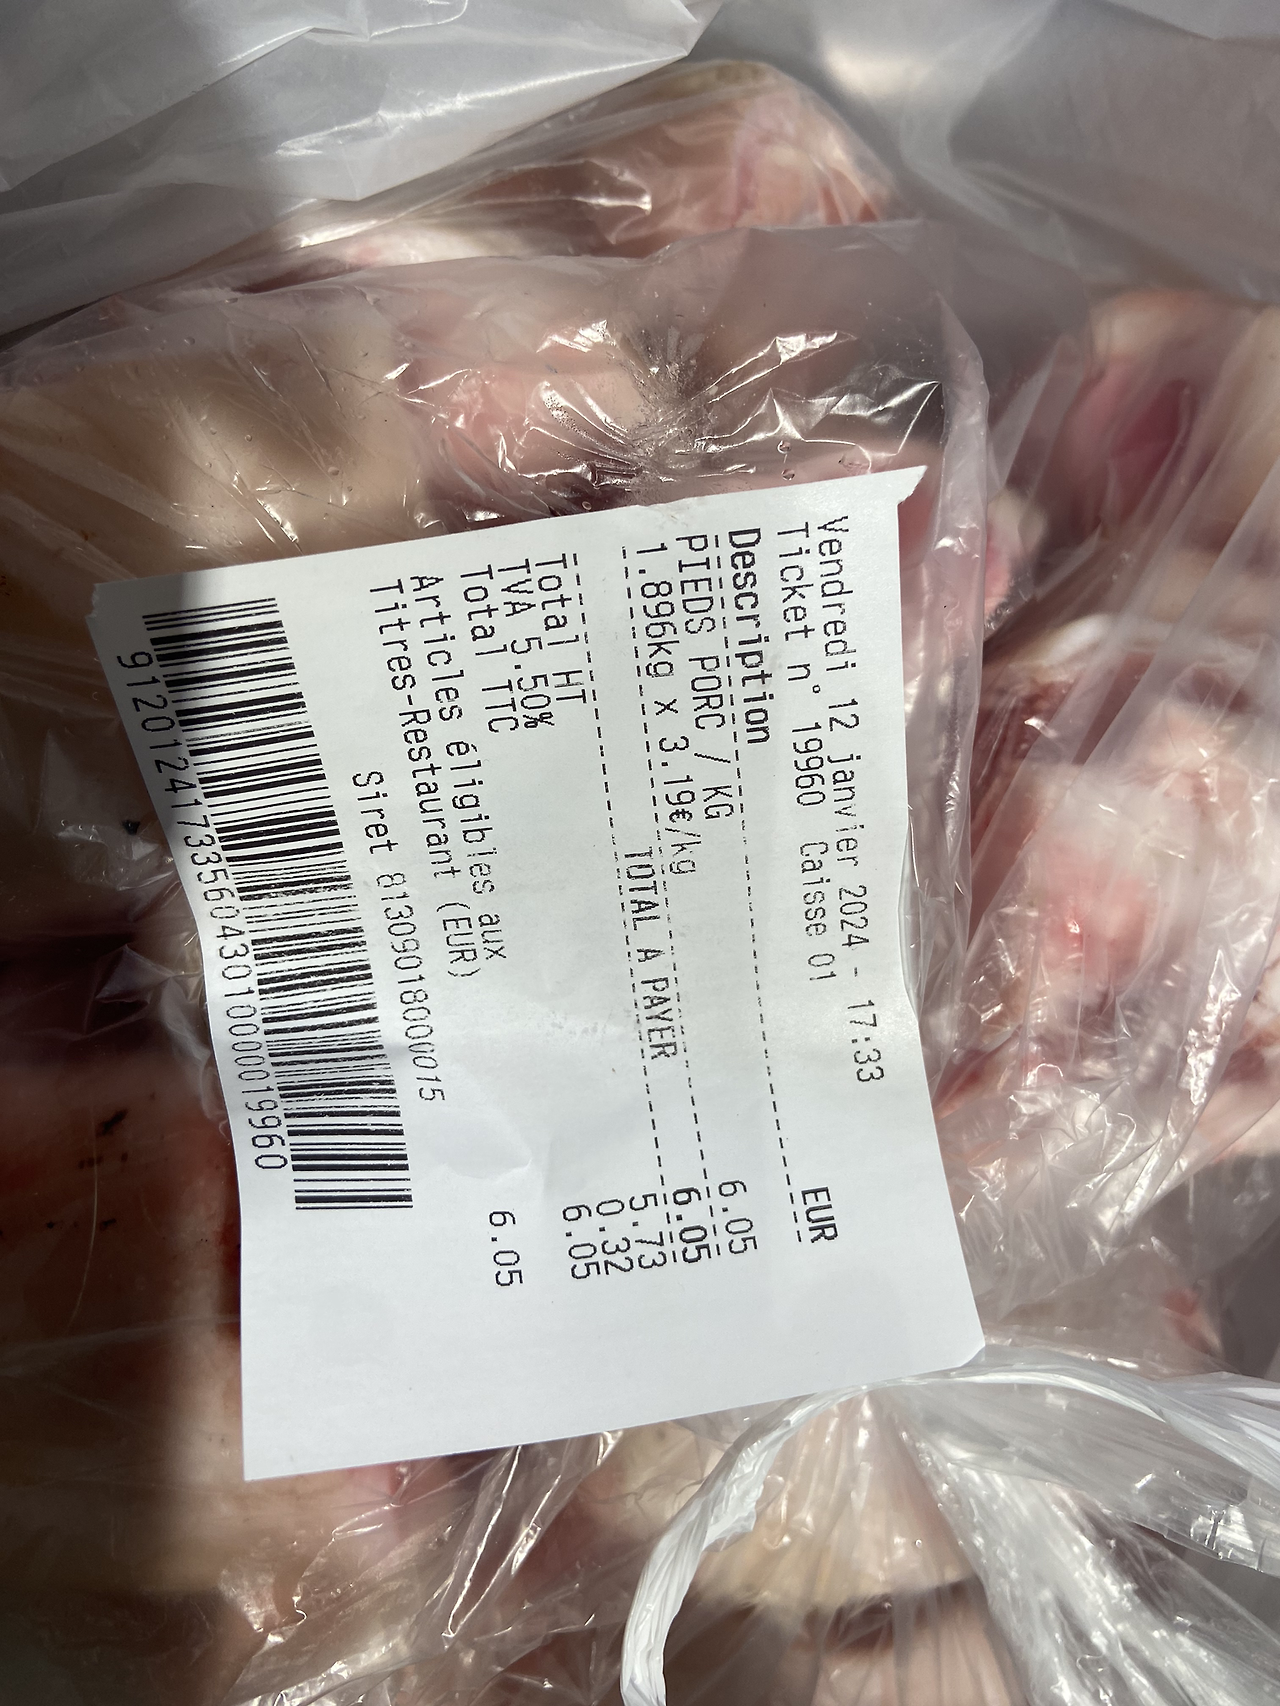 Vendredi 12 janvier 2024 - 17:33
Ticket n° 19960 Caisse 01
Description EUR
PIEDS PORC / KG
1.896kg x 3.19€/kg 6.05
TOTAL A PAYER 6.05
Total HT 5.73
TVA 5.50% 0.32
Total TTC 6.05
Articles éligibles aux
Titres-Restaurant (EUR) 6.05
Siret 81309018000015
9120124173356043010000019960